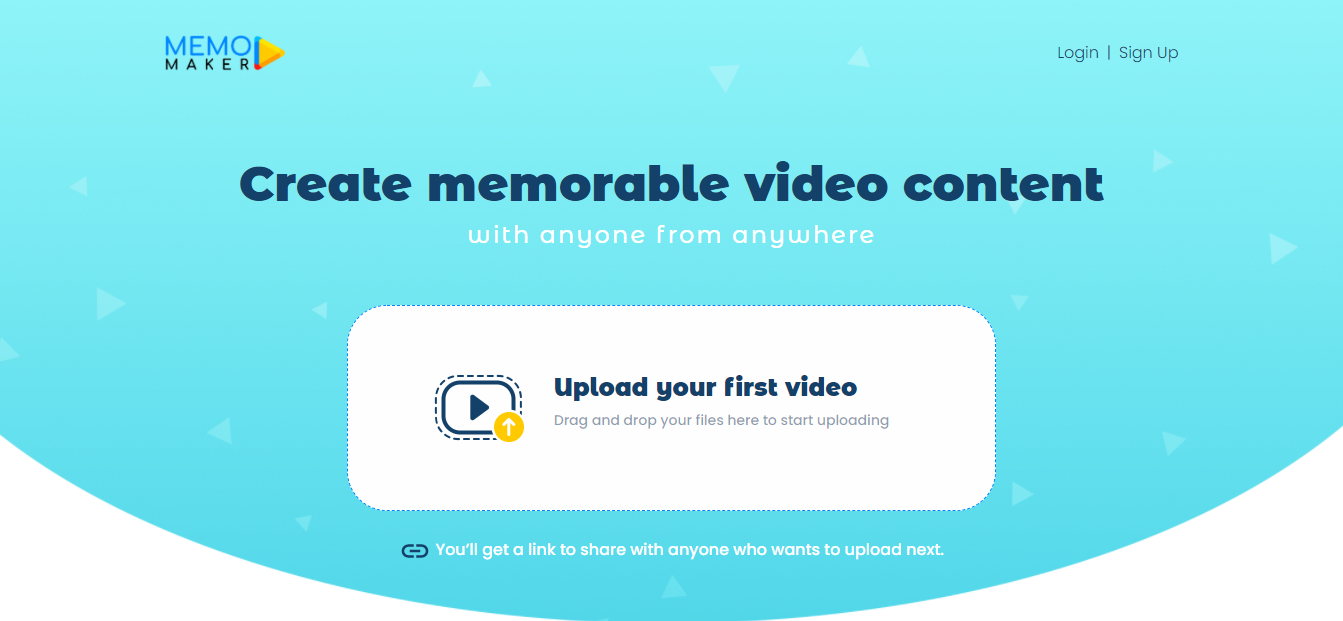 MEMO
MAKER
Login | Sign Up
Create memorable video content
with anyone from anywhere
Upload your first video
Drag and drop your files here to start uploading
You’ll get a link to share with anyone who wants to upload next.